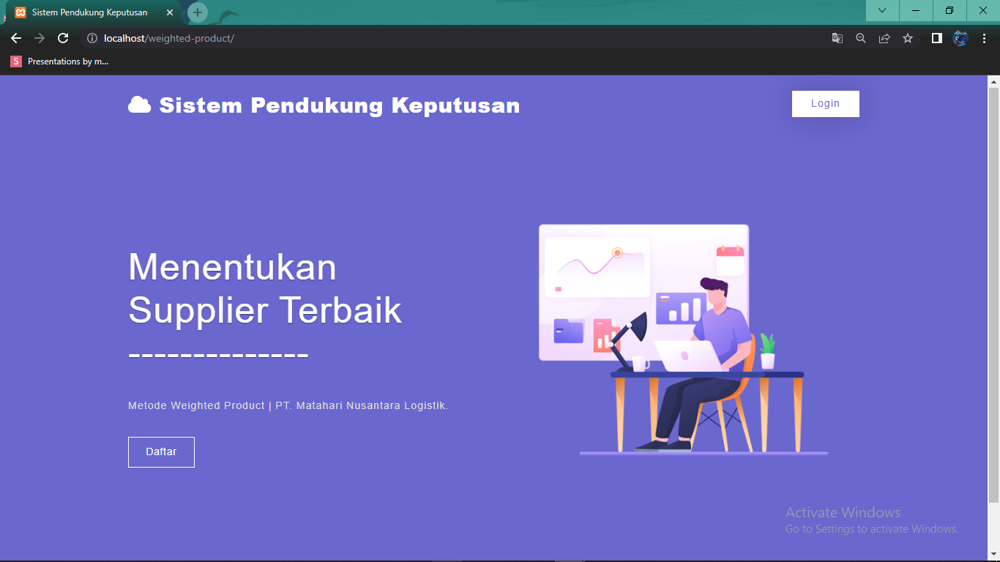 Sistem Pendukung Keputusan
localhost/weighted-product/
S Presentations by m...
Sistem Pendukung Keputusan
Login
Menentukan
Supplier Terbaik
--------------
Metode Weighted Product | PT. Matahari Nusantara Logistik.
Daftar
Activate Windows
Go to Settings to activate Windows.